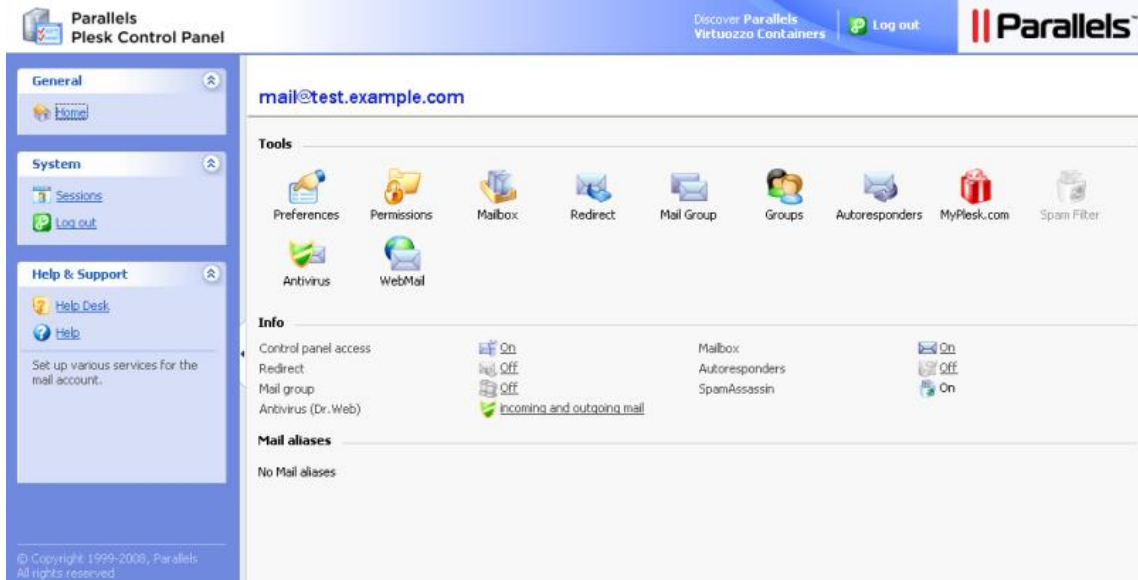 Parallels
Plesk Control Panel
Discover Parallels
Virtuozzo Containers
Log out
Parallels™
General
Home
System
Sessions
Log out
Help & Support
Help Desk
Help
Set up various services for the
mail account.
© Copyright 1999-2008, Parallels
All rights reserved
mail@test.example.com
Tools
Preferences Permissions Mailbox Redirect Mail Group Groups Autoresponders MyPlesk.com Spam Filter
Antivirus WebMail
Info
Control panel access On Mailbox On
Redirect Off Autoresponders Off
Mail group Off SpamAssassin On
Antivirus (Dr.Web) incoming and outgoing mail
Mail aliases
No Mail aliases